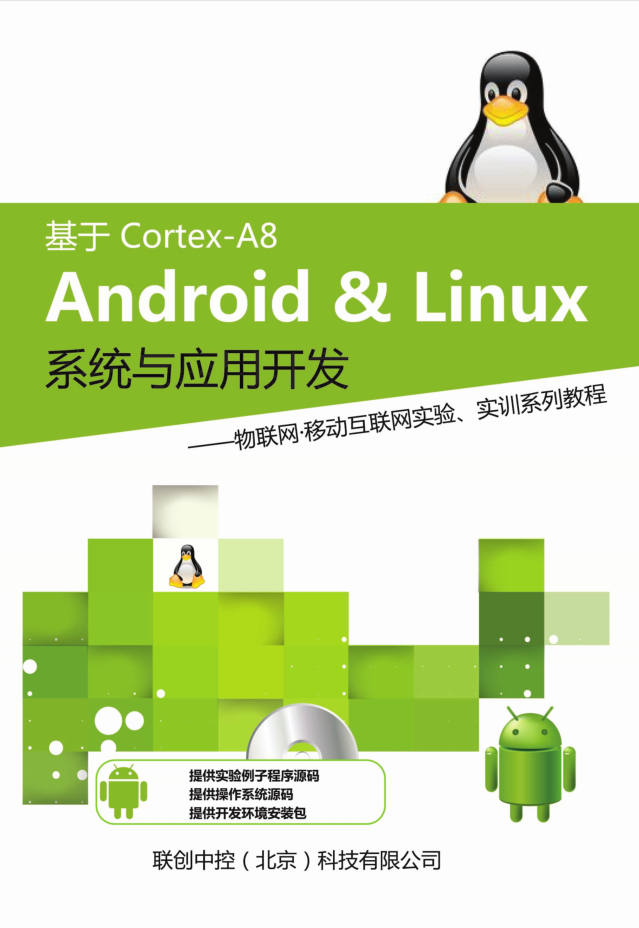 基于 Cortex-A8
Android & Linux
系统与应用开发
——物联网·移动互联网实验、实训系列教程
提供实验例子程序源码
提供操作系统源码
提供开发环境安装包
联创中控（北京）科技有限公司